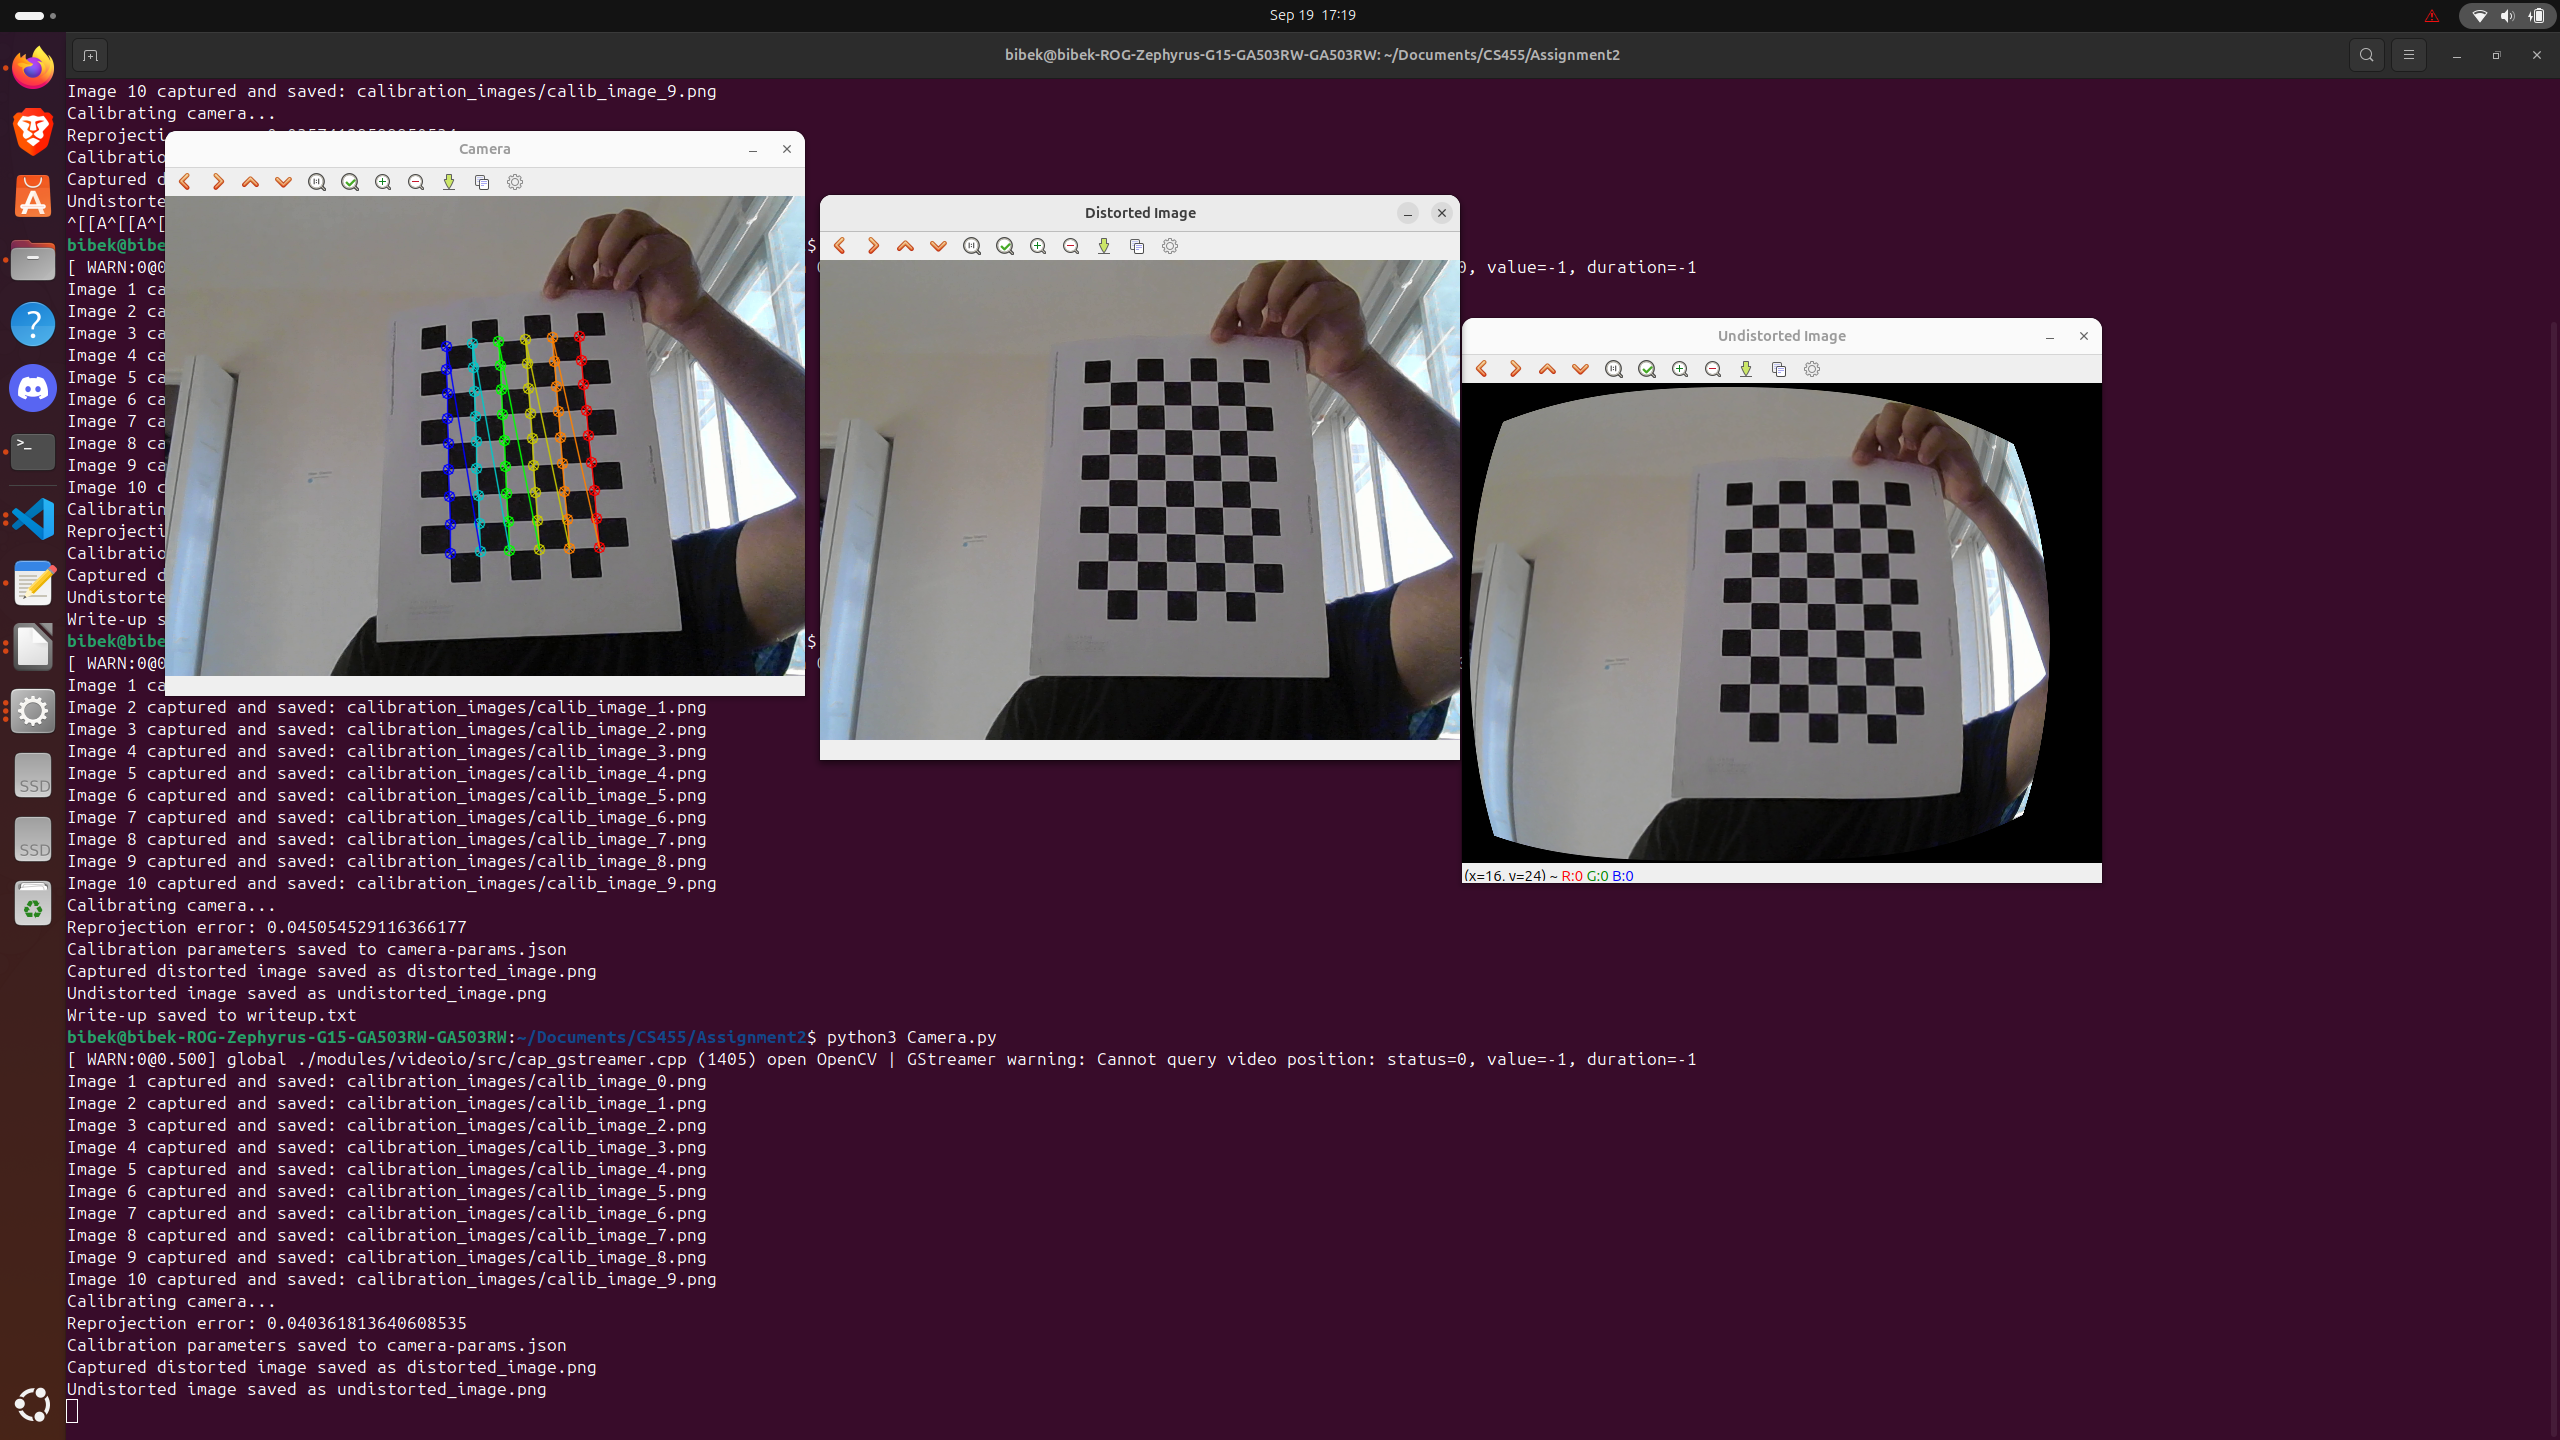 Sep 19 17:19
bibek@bibek-ROG-Zephyrus-G15-GA503RW-GA503RW: ~/Documents/CS455/Assignment2
Image 10 captured and saved: calibration_images/calib_image_9.png
Calibrating camera...
Reprojecti
Calibratio
Captured d
Undistorte
^[[A^[[A^[
bibek@bibe $
[ WARN:0@0 0, value=-1, duration=-1
Image 1 ca
Image 2 ca
Image 3 ca
Image 4 ca
Image 5 ca
Image 6 ca
Image 7 ca
Image 8 ca
Image 9 ca
Image 10 c
Calibratin
Reprojecti
Calibratio
Captured d
Undistorte
Write-up s
bibek@bibe $
[ WARN:0@0
Image 1 ca
Camera
Distorted Image
Undistorted Image
(x=16, y=24) ~ R:0 G:0 B:0
Image 2 captured and saved: calibration_images/calib_image_1.png
Image 3 captured and saved: calibration_images/calib_image_2.png
Image 4 captured and saved: calibration_images/calib_image_3.png
Image 5 captured and saved: calibration_images/calib_image_4.png
Image 6 captured and saved: calibration_images/calib_image_5.png
Image 7 captured and saved: calibration_images/calib_image_6.png
Image 8 captured and saved: calibration_images/calib_image_7.png
Image 9 captured and saved: calibration_images/calib_image_8.png
Image 10 captured and saved: calibration_images/calib_image_9.png
Calibrating camera...
Reprojection error: 0.045054529116366177
Calibration parameters saved to camera-params.json
Captured distorted image saved as distorted_image.png
Undistorted image saved as undistorted_image.png
Write-up saved to writeup.txt
bibek@bibek-ROG-Zephyrus-G15-GA503RW-GA503RW:~/Documents/CS455/Assignment2$ python3 Camera.py
[ WARN:0@0.500] global ./modules/videoio/src/cap_gstreamer.cpp (1405) open OpenCV | GStreamer warning: Cannot query video position: status=0, value=-1, duration=-1
Image 1 captured and saved: calibration_images/calib_image_0.png
Image 2 captured and saved: calibration_images/calib_image_1.png
Image 3 captured and saved: calibration_images/calib_image_2.png
Image 4 captured and saved: calibration_images/calib_image_3.png
Image 5 captured and saved: calibration_images/calib_image_4.png
Image 6 captured and saved: calibration_images/calib_image_5.png
Image 7 captured and saved: calibration_images/calib_image_6.png
Image 8 captured and saved: calibration_images/calib_image_7.png
Image 9 captured and saved: calibration_images/calib_image_8.png
Image 10 captured and saved: calibration_images/calib_image_9.png
Calibrating camera...
Reprojection error: 0.040361813640608535
Calibration parameters saved to camera-params.json
Captured distorted image saved as distorted_image.png
Undistorted image saved as undistorted_image.png
SSD
SSD